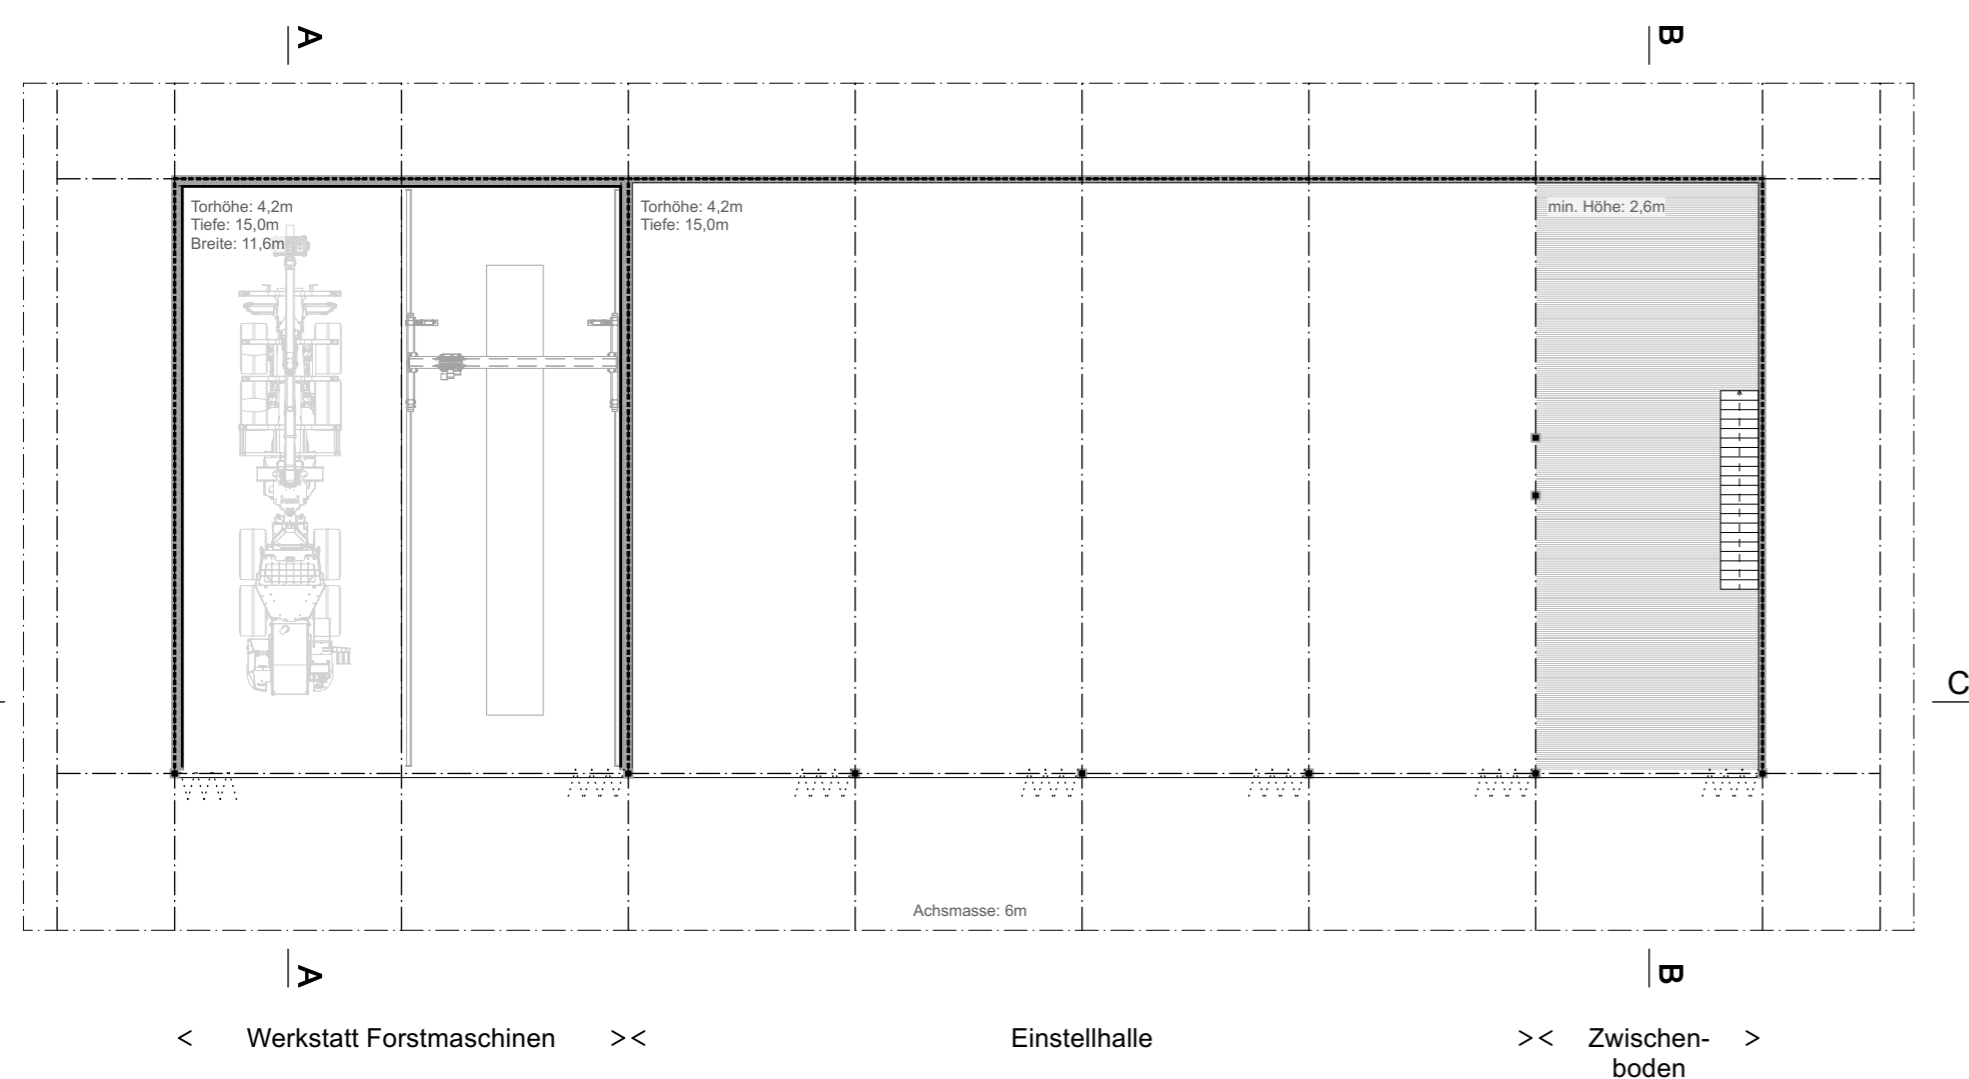 A
B
Torhöhe: 4,2m
Tiefe: 15,0m
Breite: 11,6m
Torhöhe: 4,2m
Tiefe: 15,0m
min. Höhe: 2,6m
C
Achsmasse: 6m
A
B
< Werkstatt Forstmaschinen >< Einstellhalle >< Zwischen- >
boden